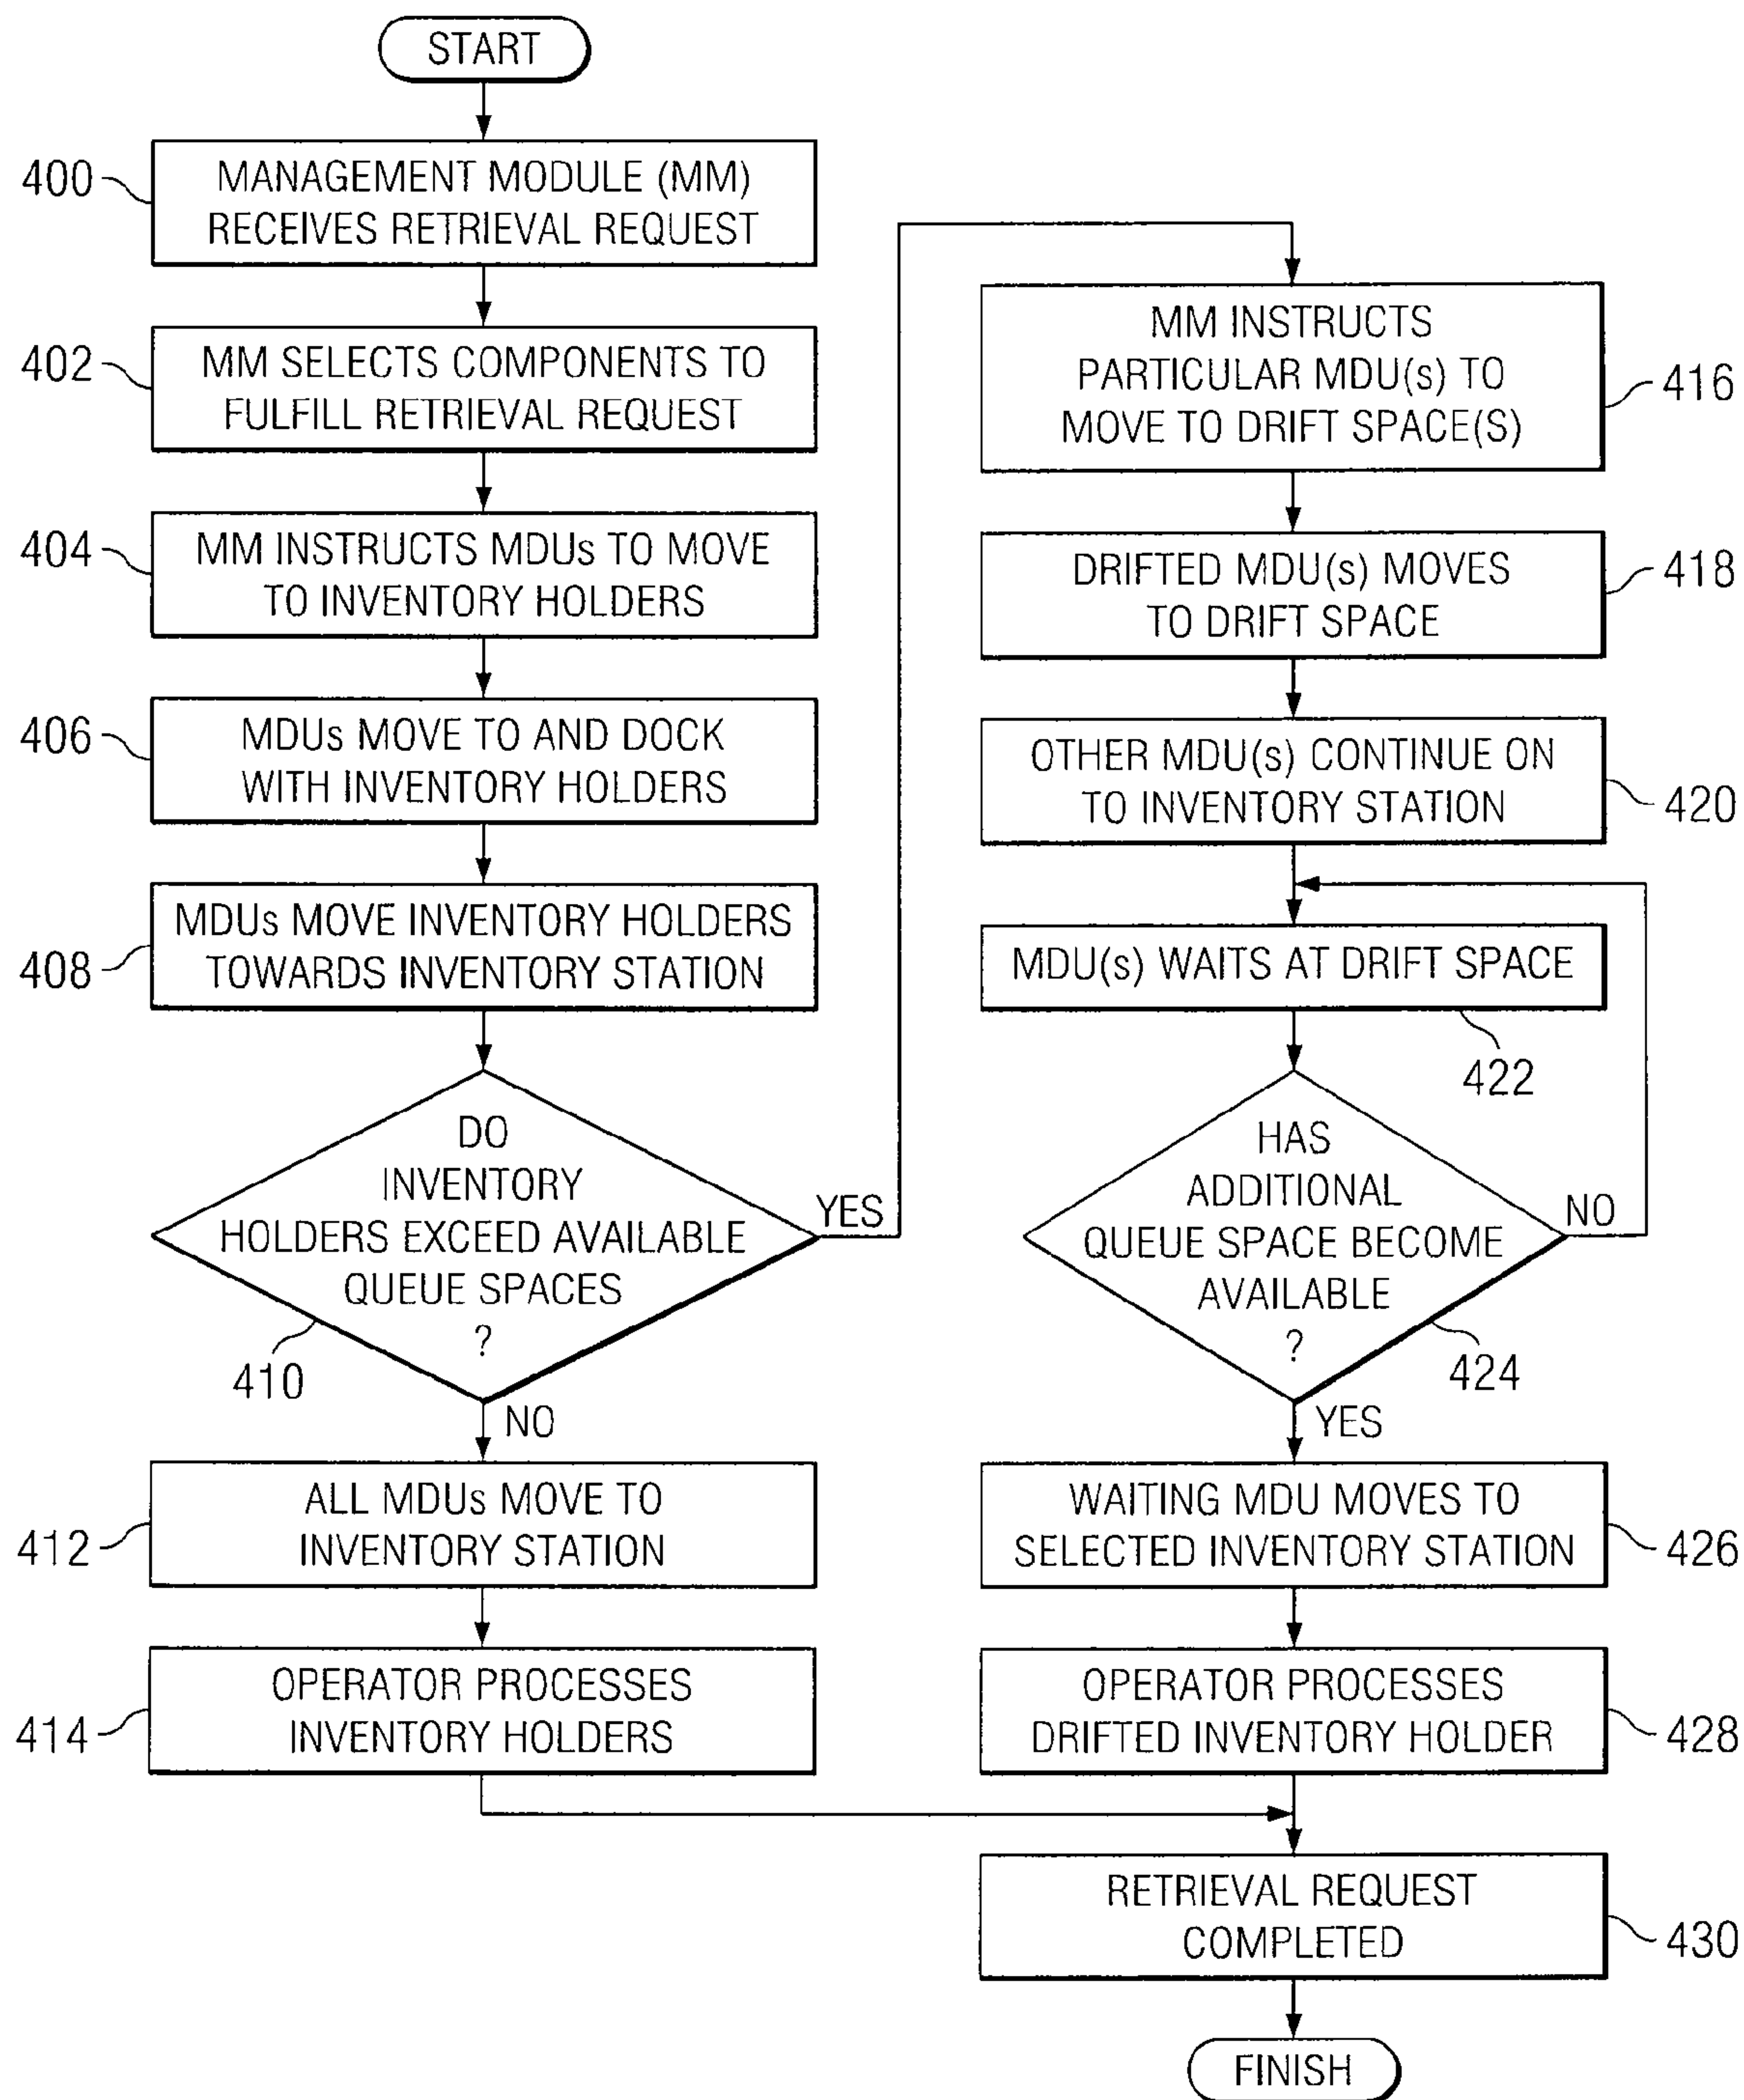 START
400
MANAGEMENT MODULE (MM)
RECEIVES RETRIEVAL REQUEST
402
MM SELECTS COMPONENTS TO
FULFILL RETRIEVAL REQUEST
404
MM INSTRUCTS MDUs TO MOVE
TO INVENTORY HOLDERS
406
MDUs MOVE TO AND DOCK
WITH INVENTORY HOLDERS
408
MDUs MOVE INVENTORY HOLDERS
TOWARDS INVENTORY STATION
DO
INVENTORY
HOLDERS EXCEED AVAILABLE
QUEUE SPACES
?
YES
410
NO
412
ALL MDUs MOVE TO
INVENTORY STATION
414
OPERATOR PROCESSES
INVENTORY HOLDERS
MM INSTRUCTS
PARTICULAR MDU(s) TO
MOVE TO DRIFT SPACE(S)
416
DRIFTED MDU(s) MOVES
TO DRIFT SPACE
418
OTHER MDU(s) CONTINUE ON
TO INVENTORY STATION
420
MDU(s) WAITS AT DRIFT SPACE
422
HAS
ADDITIONAL
QUEUE SPACE BECOME
AVAILABLE
?
NO
424
YES
WAITING MDU MOVES TO
SELECTED INVENTORY STATION
426
OPERATOR PROCESSES
DRIFTED INVENTORY HOLDER
428
RETRIEVAL REQUEST
COMPLETED
430
FINISH